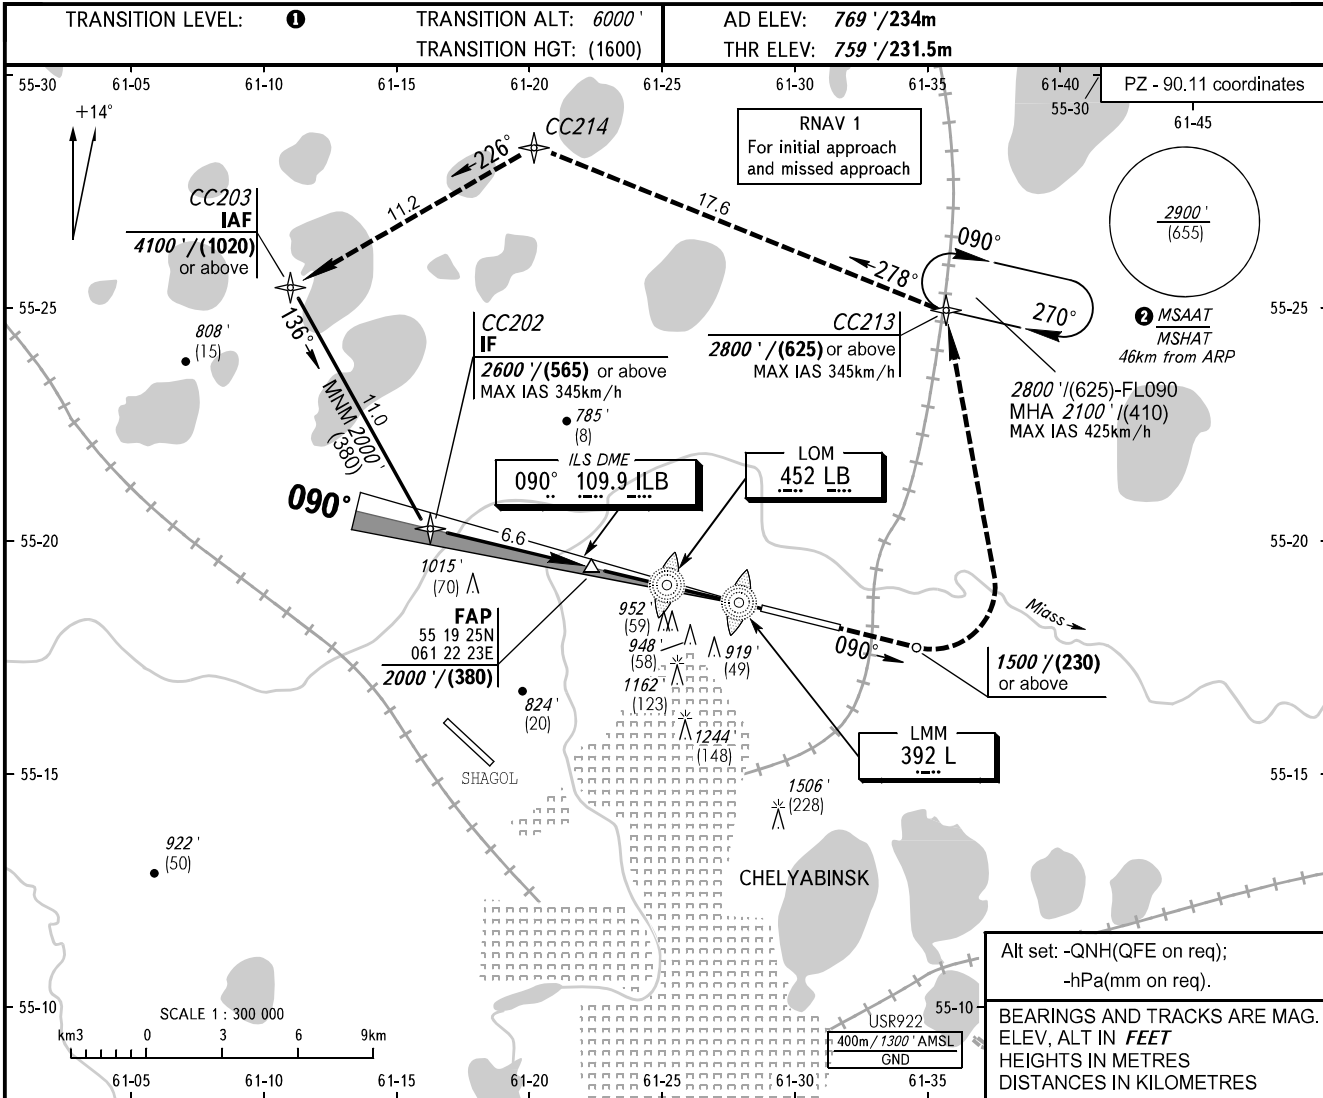 TRANSITION LEVEL: ❶
TRANSITION ALT: 6000 '
TRANSITION HGT: (1600)
AD ELEV: 769 '/234m
THR ELEV: 759 '/231.5m
55-30 61-05 61-10 61-15 61-20 61-25 61-30 61-35 61-40
55-30
PZ - 90.11 coordinates
61-45
+14°
RNAV 1
For initial approach
and missed approach
CC214
226°
11.2
17.6
CC203
IAF
4100 '/(1020)
or above
2900 '
(655)
090°
278°
270°
55-25
55-25
136°
MNM 2000'
(380)
11.0
808 '
(15)
CC202
IF
2600 '/(565) or above
MAX IAS 345km/h
CC213
2800 '/(625) or above
MAX IAS 345km/h
❷ MSAAT
MSHAT
46km from ARP
2800 '/(625)-FL090
MHA 2100 '/(410)
MAX IAS 425km/h
785 '
(8)
ILS DME
090° 109.9 ILB
LOM
452 LB
090°
6.6
55-20
55-20
1015 '
(70)
FAP
55 19 25N
061 22 23E
2000 '/(380)
952 '
(59)
948 '
(58)
919 '
(49)
1162 '
(123)
1244 '
(148)
090°
Miass
1500 '/(230)
or above
824 '
(20)
LMM
392 L
SHAGOL
55-15
55-15
1506 '
(228)
922 '
(50)
CHELYABINSK
55-10
55-10
SCALE 1 : 300 000
km3 0 3 6 9km
USR922
400m/1300 ' AMSL
GND
Alt set: -QNH(QFE on req);
-hPa(mm on req).
BEARINGS AND TRACKS ARE MAG.
ELEV, ALT IN FEET
HEIGHTS IN METRES
DISTANCES IN KILOMETRES
61-05 61-10 61-15 61-20 61-25 61-30 61-35